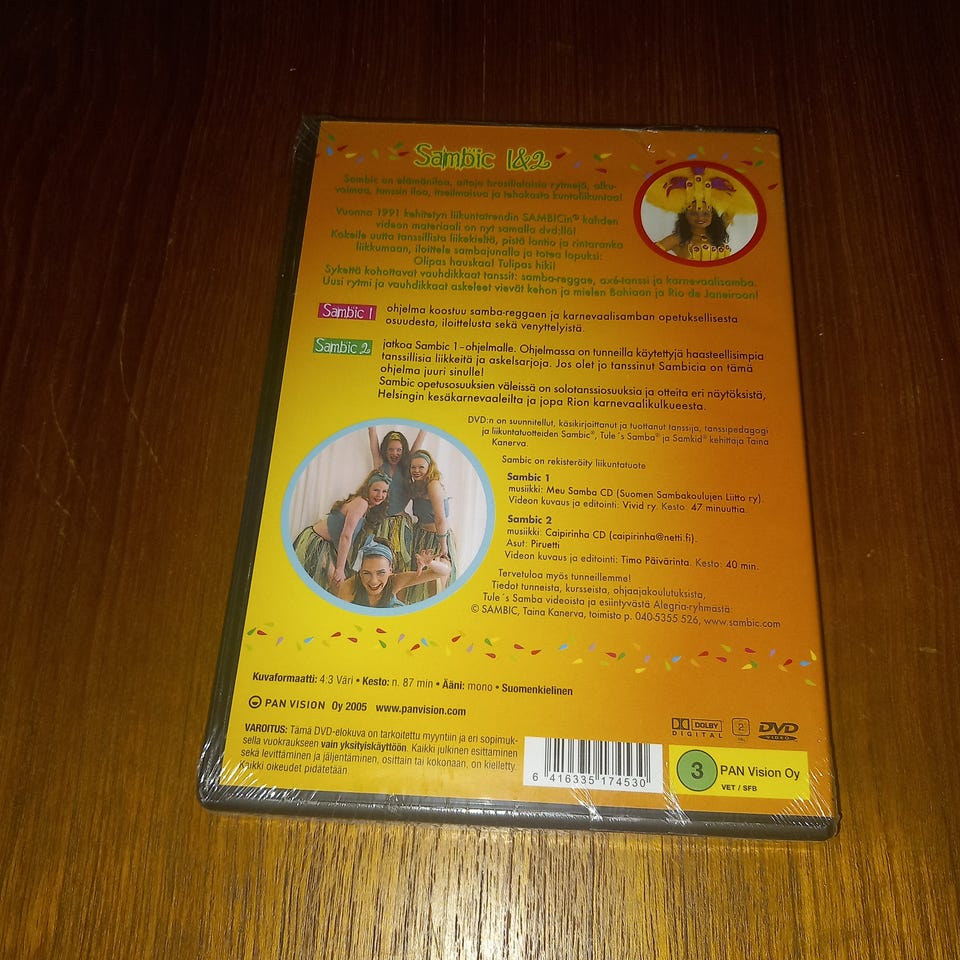 Sambic 1&2
Sambic on elämäniloa, aitoja brasilialaisia rytmejä, alku-
voimaa, tanssin iloa, itseilmaisua ja tehokasta kuntoliikuntaa!
Vuonna 1991 kehitetyn liikuntatrendin SAMBICin® kahden
videon materiaali on nyt samalla dvd:llä!
Kokeile uutta tanssillista liikekieltä, pistä lantio ja rintaranka
liikkumaan, iloittele sambajunalla ja totea lopuksi:
Olipas hauskaa! Tulipas hiki!
Sykettä kohottavat vauhdikkaat tanssit: samba-reggae, axé-tanssi ja karnevaalisamba.
Uusi rytmi ja vauhdikkaat askeleet vievät kehon ja mielen Bahiaan ja Rio de Janeiroon!
Sambic 1 ohjelma koostuu samba-reggaen ja karnevaalisamban opetuksellisesta
osuudesta, iloittelusta sekä venyttelyistä.
Sambic 2 jatkoa Sambic 1-ohjelmalle. Ohjelmassa on tunneilla käytettyjä haasteellisimpia
tanssillisia liikkeitä ja askelsarjoja. Jos olet jo tanssinut Sambicia on tämä
ohjelma juuri sinulle!
Sambic opetusosuuksien väleissä on solotanssiosuuksia ja otteita eri näytöksistä,
Helsingin kesäkarnevaaleilta ja jopa Rion karnevaalikulkueesta.
DVD:n on suunnitellut, käsikirjoittanut ja tuottanut tanssija, tanssipedagogi
ja liikuntatuotteiden Sambic®, Tule´s Samba® ja Samkid® kehittäjä Taina
Kanerva.
Sambic on rekisteröity liikuntatuote
Sambic 1
musiikki: Meu Samba CD (Suomen Sambakoulujen Liitto ry).
Videon kuvaus ja editointi: Vivid ry. Kesto: 47 minuuttia.
Sambic 2
musiikki: Caipirinha CD (caipirinha@netti.fi).
Asut: Piruetti
Videon kuvaus ja editointi: Timo Päivärinta. Kesto: 40 min.
Tervetuloa myös tunneillemme!
Tiedot tunneista, kursseista, ohjaajakoulutuksista,
Tule´s Samba videoista ja esiintyvästä Alegria-ryhmästä:
© SAMBIC, Taina Kanerva, toimisto p. 040-5355 526, www.sambic.com
Kuvaformaatti: 4:3 Väri • Kesto: n. 87 min • Ääni: mono • Suomenkielinen
PAN VISION Oy 2005 www.panvision.com
VAROITUS: Tämä DVD-elokuva on tarkoitettu myyntiin ja eri sopimuk-
sella vuokraukseen vain yksityiskäyttöön. Kaikki julkinen esittäminen
sekä levittäminen ja jäljentäminen, osittain tai kokonaan, on kielletty.
Kaikki oikeudet pidätetään.
DOLBY
DIGITAL
2
DVD
VIDEO
6 416335 174530
3 PAN Vision Oy
VET / SFB